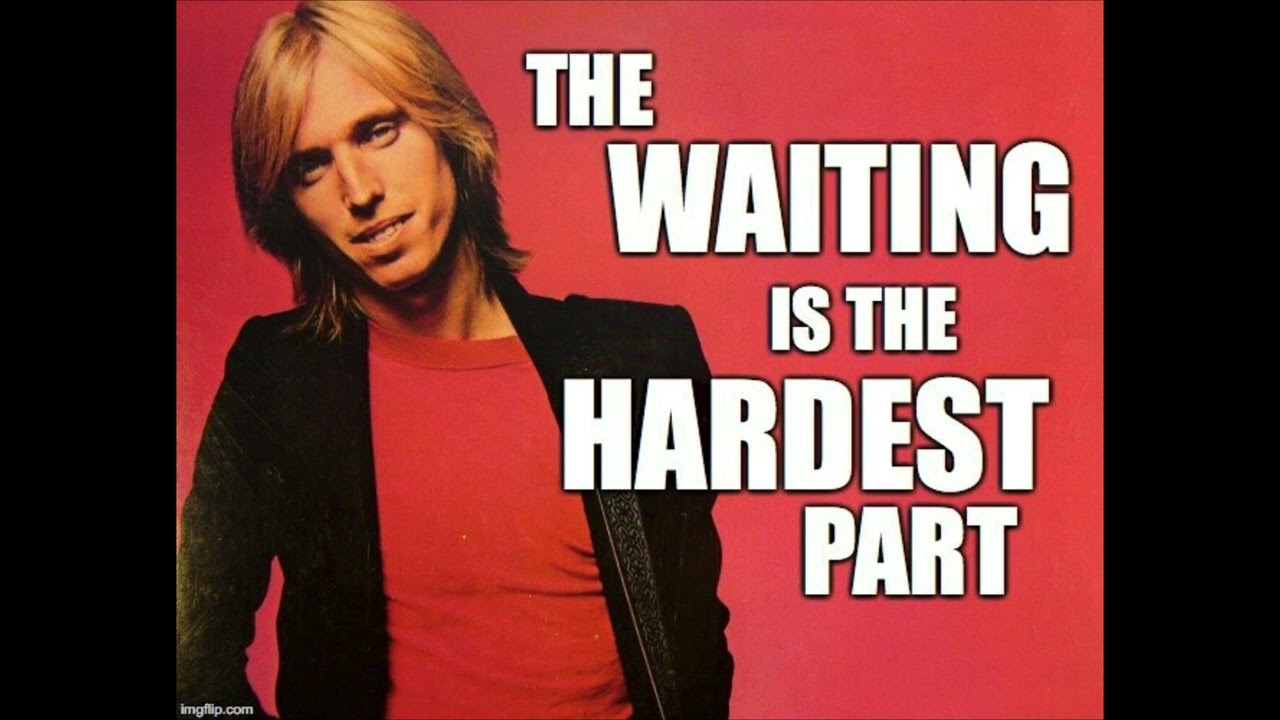 THE
WAITING
IS THE
HARDEST
PART
imgflip.com